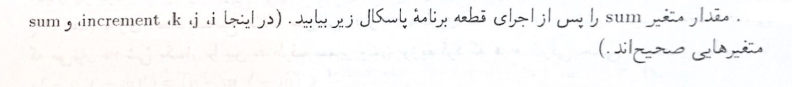 . مقدار متغیر sum را پس از اجرای قطعه برنامهٔ پاسکال زیر بیابید. (در اینجا increment ،k ،j ،i، و sum
متغیرهایی صحیح‌اند.)